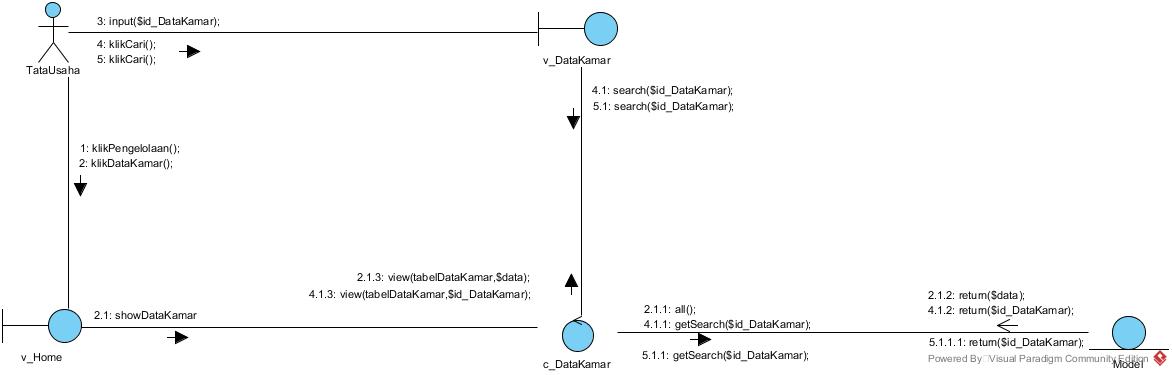 3: input($id_DataKamar);
4: klikCari();
5: klikCari();
TataUsaha
v_DataKamar
4.1: search($id_DataKamar);
5.1: search($id_DataKamar);
1: klikPengelolaan();
2: klikDataKamar();
2.1.3: view(tabelDataKamar,$data);
4.1.3: view(tabelDataKamar,$id_DataKamar);
2.1: showDataKamar
v_Home
c_DataKamar
2.1.1: all();
4.1.1: getSearch($id_DataKamar);
5.1.1: getSearch($id_DataKamar);
2.1.2: return($data);
4.1.2: return($id_DataKamar);
5.1.1.1: return($id_DataKamar);
Powered By Visual Paradigm Community Edition
Model